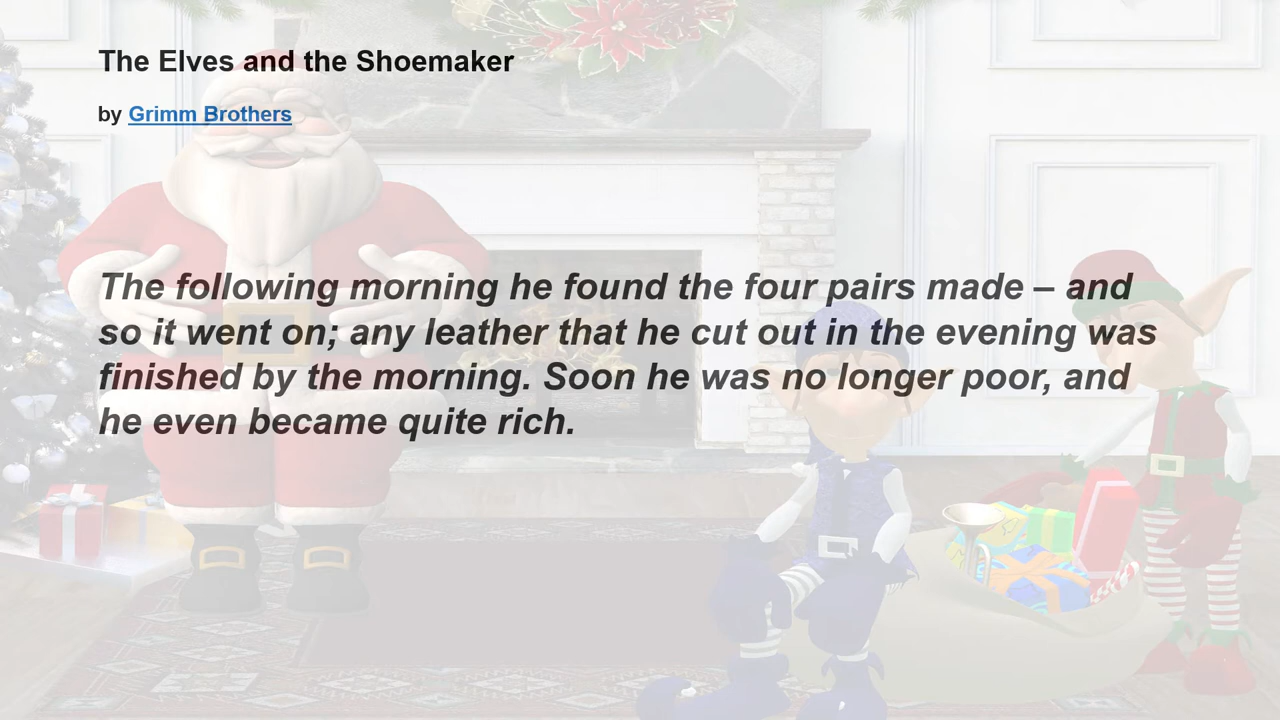 The Elves and the Shoemaker
by Grimm Brothers
The following morning he found the four pairs made – and
so it went on; any leather that he cut out in the evening was
finished by the morning. Soon he was no longer poor, and
he even became quite rich.